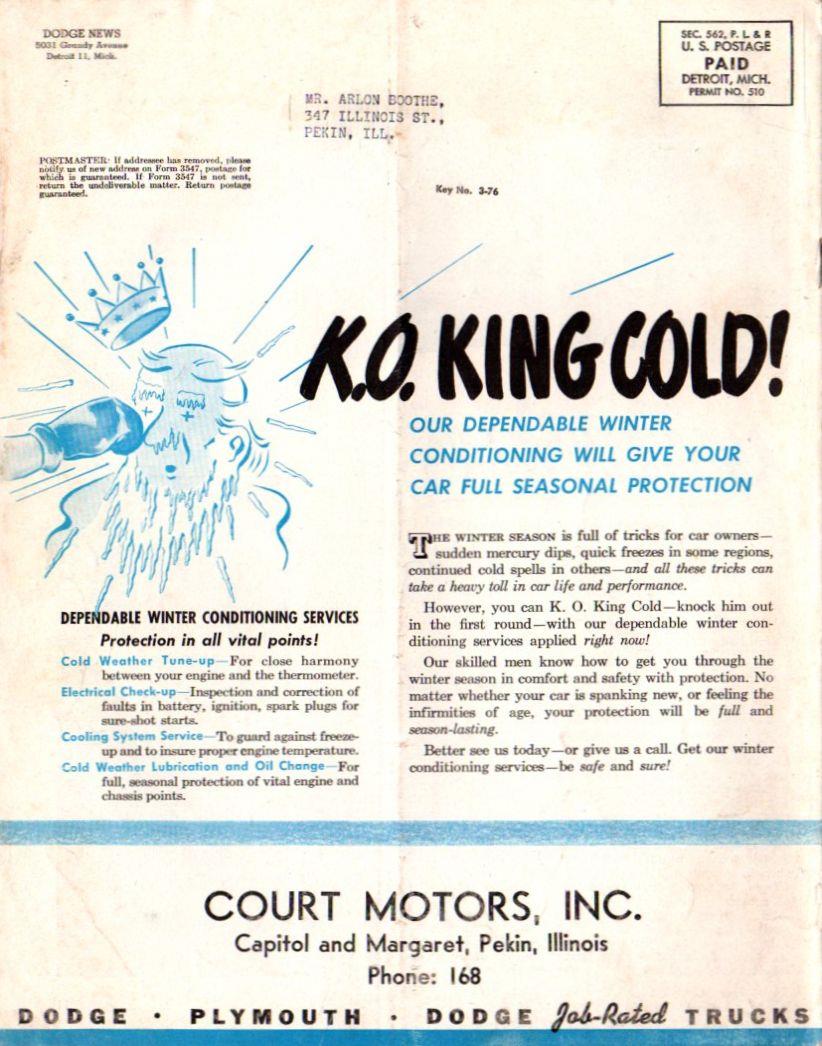 DODGE NEWS
5031 Grandy Avenue
Detroit 11, Mich.
SEC. 562, P. L & R
U. S. POSTAGE
PAID
DETROIT, MICH.
PERMIT NO. 510
MR. ARLON BOOTHE,
347 ILLINOIS ST.,
PEKIN, ILL.
POSTMASTER: If addressee has removed, please
notify us of new address on Form 3547, postage for
which is guaranteed. If Form 3547 is not sent,
return the undeliverable matter. Return postage
guaranteed.
Key No. 3-76
K.O. KING COLD!
OUR DEPENDABLE WINTER
CONDITIONING WILL GIVE YOUR
CAR FULL SEASONAL PROTECTION
THE WINTER SEASON is full of tricks for car owners—
sudden mercury dips, quick freezes in some regions,
continued cold spells in others—and all these tricks can
take a heavy toll in car life and performance.
However, you can K. O. King Cold—knock him out
in the first round—with our dependable winter con-
ditioning services applied right now!
Our skilled men know how to get you through the
winter season in comfort and safety with protection. No
matter whether your car is spanking new, or feeling the
infirmities of age, your protection will be full and
season-lasting.
Better see us today—or give us a call. Get our winter
conditioning services—be safe and sure!
DEPENDABLE WINTER CONDITIONING SERVICES
Protection in all vital points!
Cold Weather Tune-up—For close harmony
between your engine and the thermometer.
Electrical Check-up—Inspection and correction of
faults in battery, ignition, spark plugs for
sure-shot starts.
Cooling System Service—To guard against freeze-
up and to insure proper engine temperature.
Cold Weather Lubrication and Oil Change—For
full, seasonal protection of vital engine and
chassis points.
COURT MOTORS, INC.
Capitol and Margaret, Pekin, Illinois
Phone: 168
DODGE • PLYMOUTH • DODGE Job-Rated TRUCKS